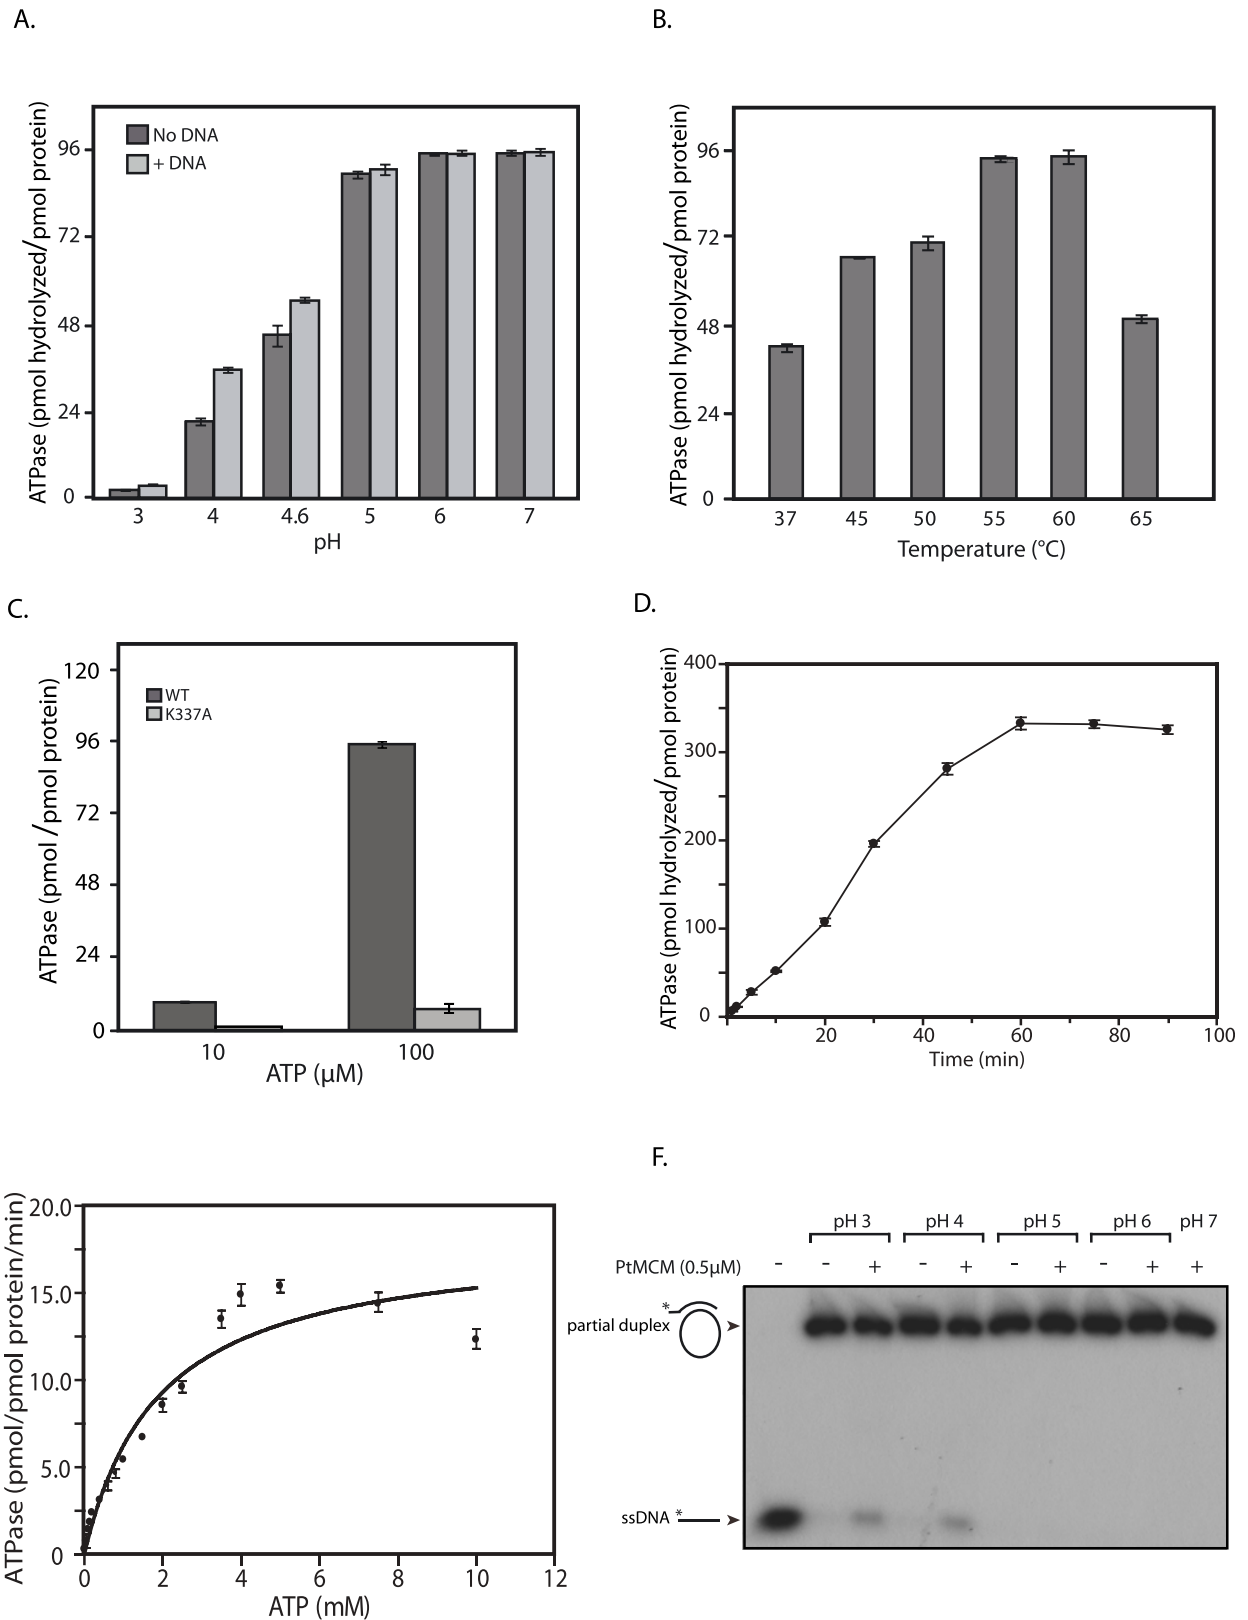 A.
ATPase (pmol hydrolyzed/pmol protein)
96
72
48
24
0
No DNA
+ DNA
3 4 4.6 5 6 7
pH
B.
ATPase (pmol hydrolyzed/pmol protein)
96
72
48
24
0
37 45 50 55 60 65
Temperature (°C)
C.
ATPase (pmol /pmol protein)
120
96
72
48
24
0
WT
K337A
10 100
ATP (µM)
D.
ATPase (pmol hydrolyzed/pmol protein)
400
300
200
100
0
20 40 60 80 100
Time (min)
ATPase (pmol/pmol protein/min)
20.0
15.0
10.0
5.0
0
0 2 4 6 8 10 12
ATP (mM)
F.
pH 3 pH 4 pH 5 pH 6 pH 7
PtMCM (0.5µM) - - + - + - + - + +
*
partial duplex
ssDNA *